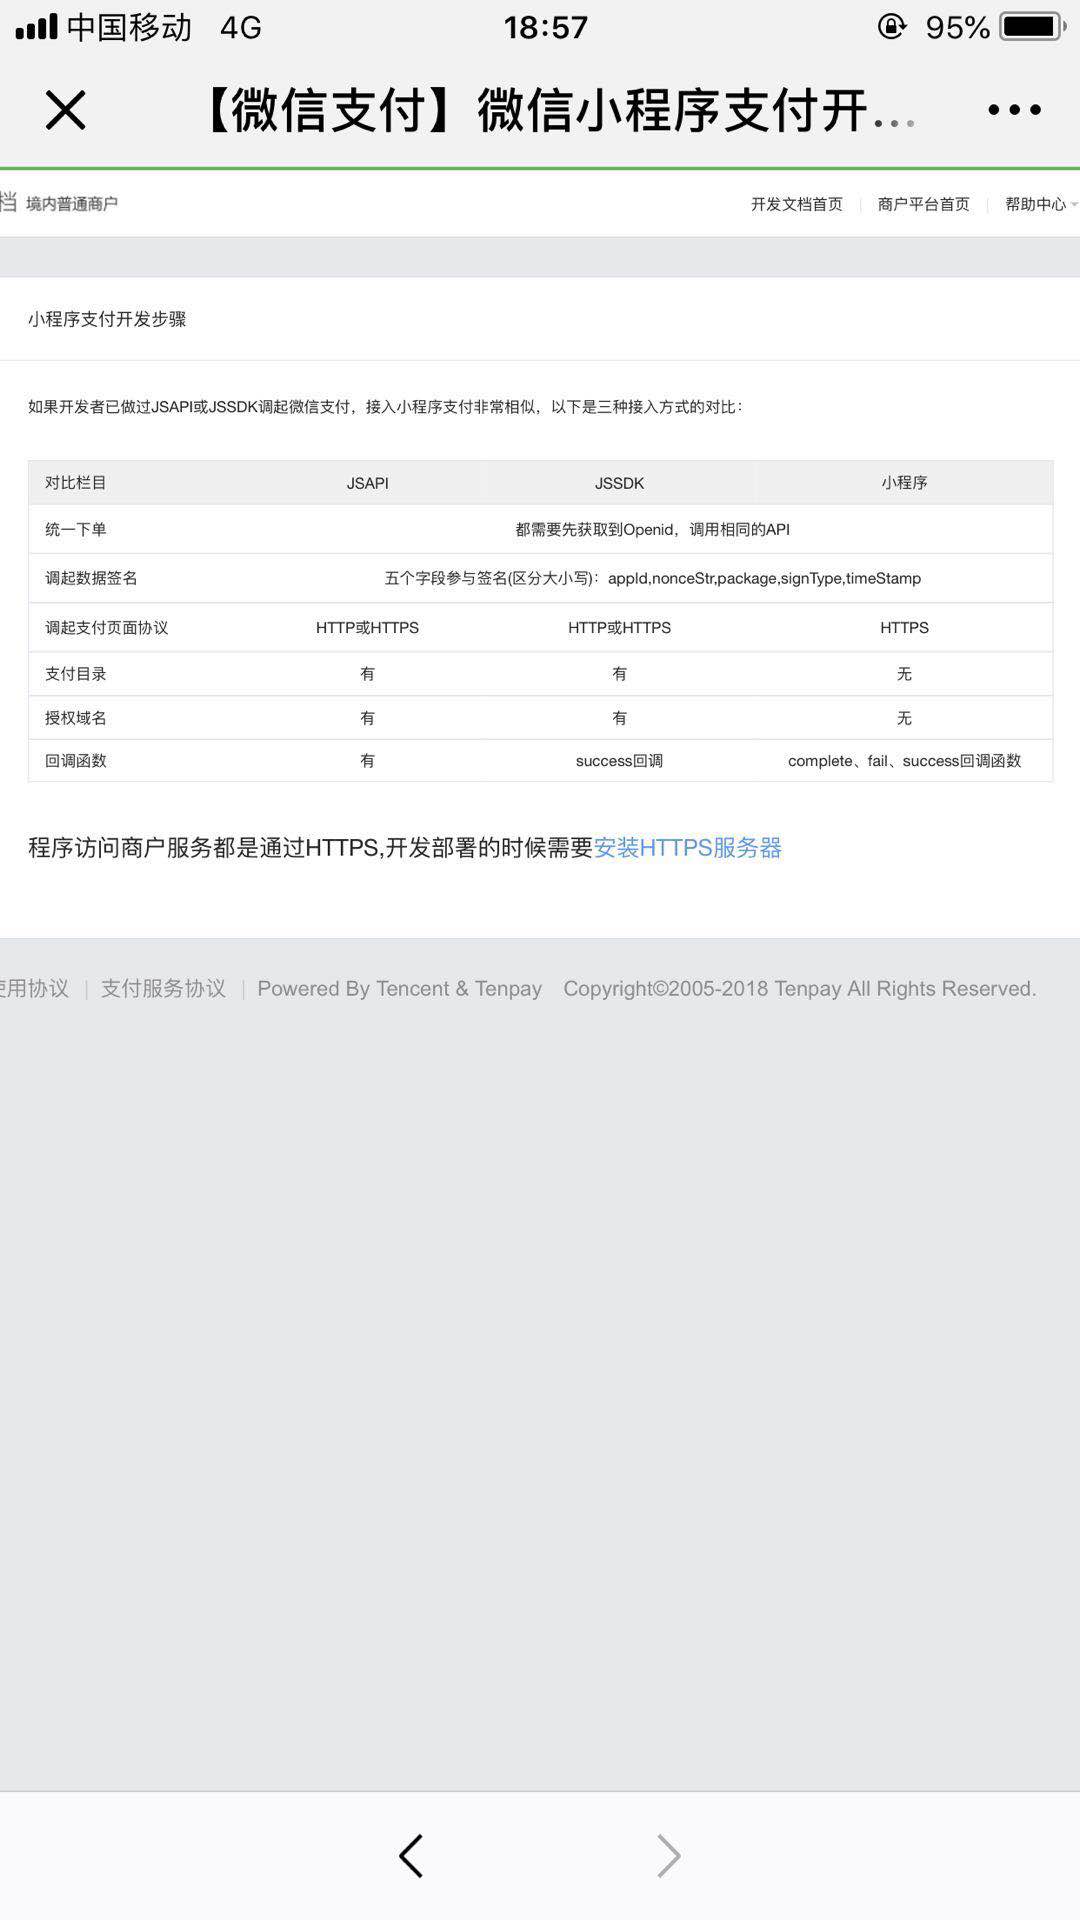 中国移动 4G 18:57 95%
【微信支付】微信小程序支付开...
档 境内普通商户 开发文档首页 商户平台首页 帮助中心
小程序支付开发步骤
如果开发者已做过JSAPI或JSSDK调起微信支付，接入小程序支付非常相似，以下是三种接入方式的对比：
对比栏目 JSAPI JSSDK 小程序
统一下单 都需要先获取到Openid，调用相同的API
调起数据签名 五个字段参与签名(区分大小写)：appId,nonceStr,package,signType,timeStamp
调起支付页面协议 HTTP或HTTPS HTTP或HTTPS HTTPS
支付目录 有 有 无
授权域名 有 有 无
回调函数 有 success回调 complete、fail、success回调函数
程序访问商户服务都是通过HTTPS,开发部署的时候需要安装HTTPS服务器
使用协议 | 支付服务协议 | Powered By Tencent & Tenpay Copyright©2005-2018 Tenpay All Rights Reserved.